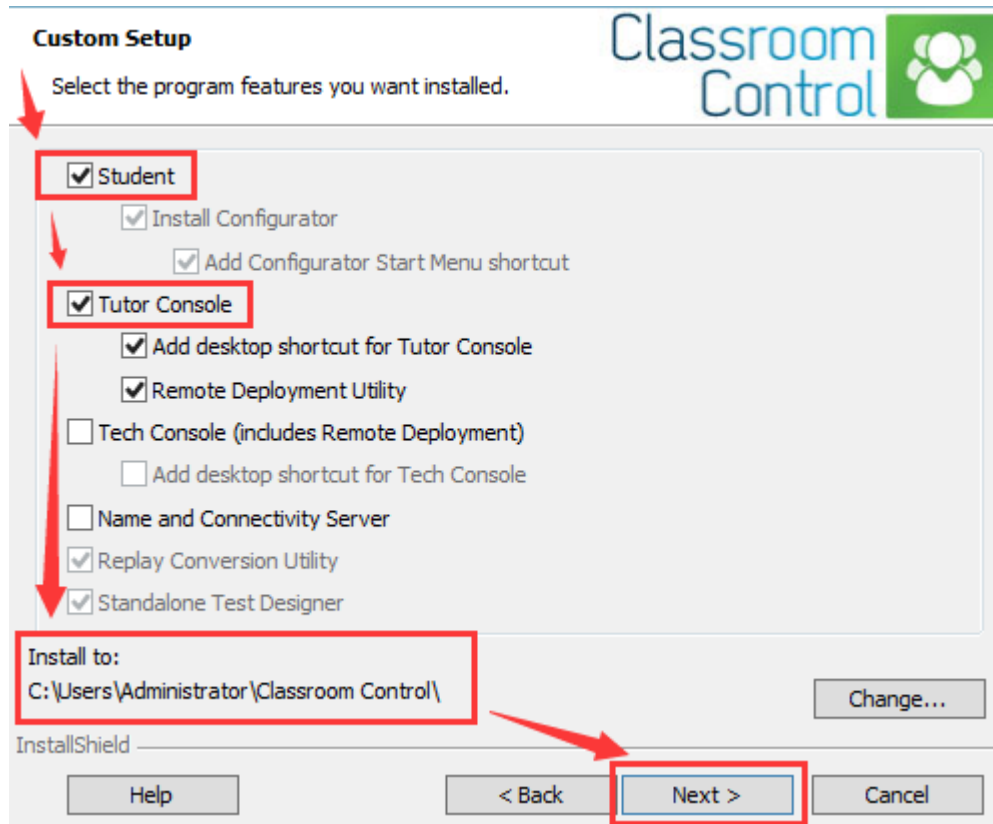 Custom Setup
Select the program features you want installed.
Classroom
Control
Student
Install Configurator
Add Configurator Start Menu shortcut
Tutor Console
Add desktop shortcut for Tutor Console
Remote Deployment Utility
Tech Console (includes Remote Deployment)
Add desktop shortcut for Tech Console
Name and Connectivity Server
Replay Conversion Utility
Standalone Test Designer
Install to:
C:\Users\Administrator\Classroom Control\
Change...
InstallShield
Help
< Back
Next >
Cancel